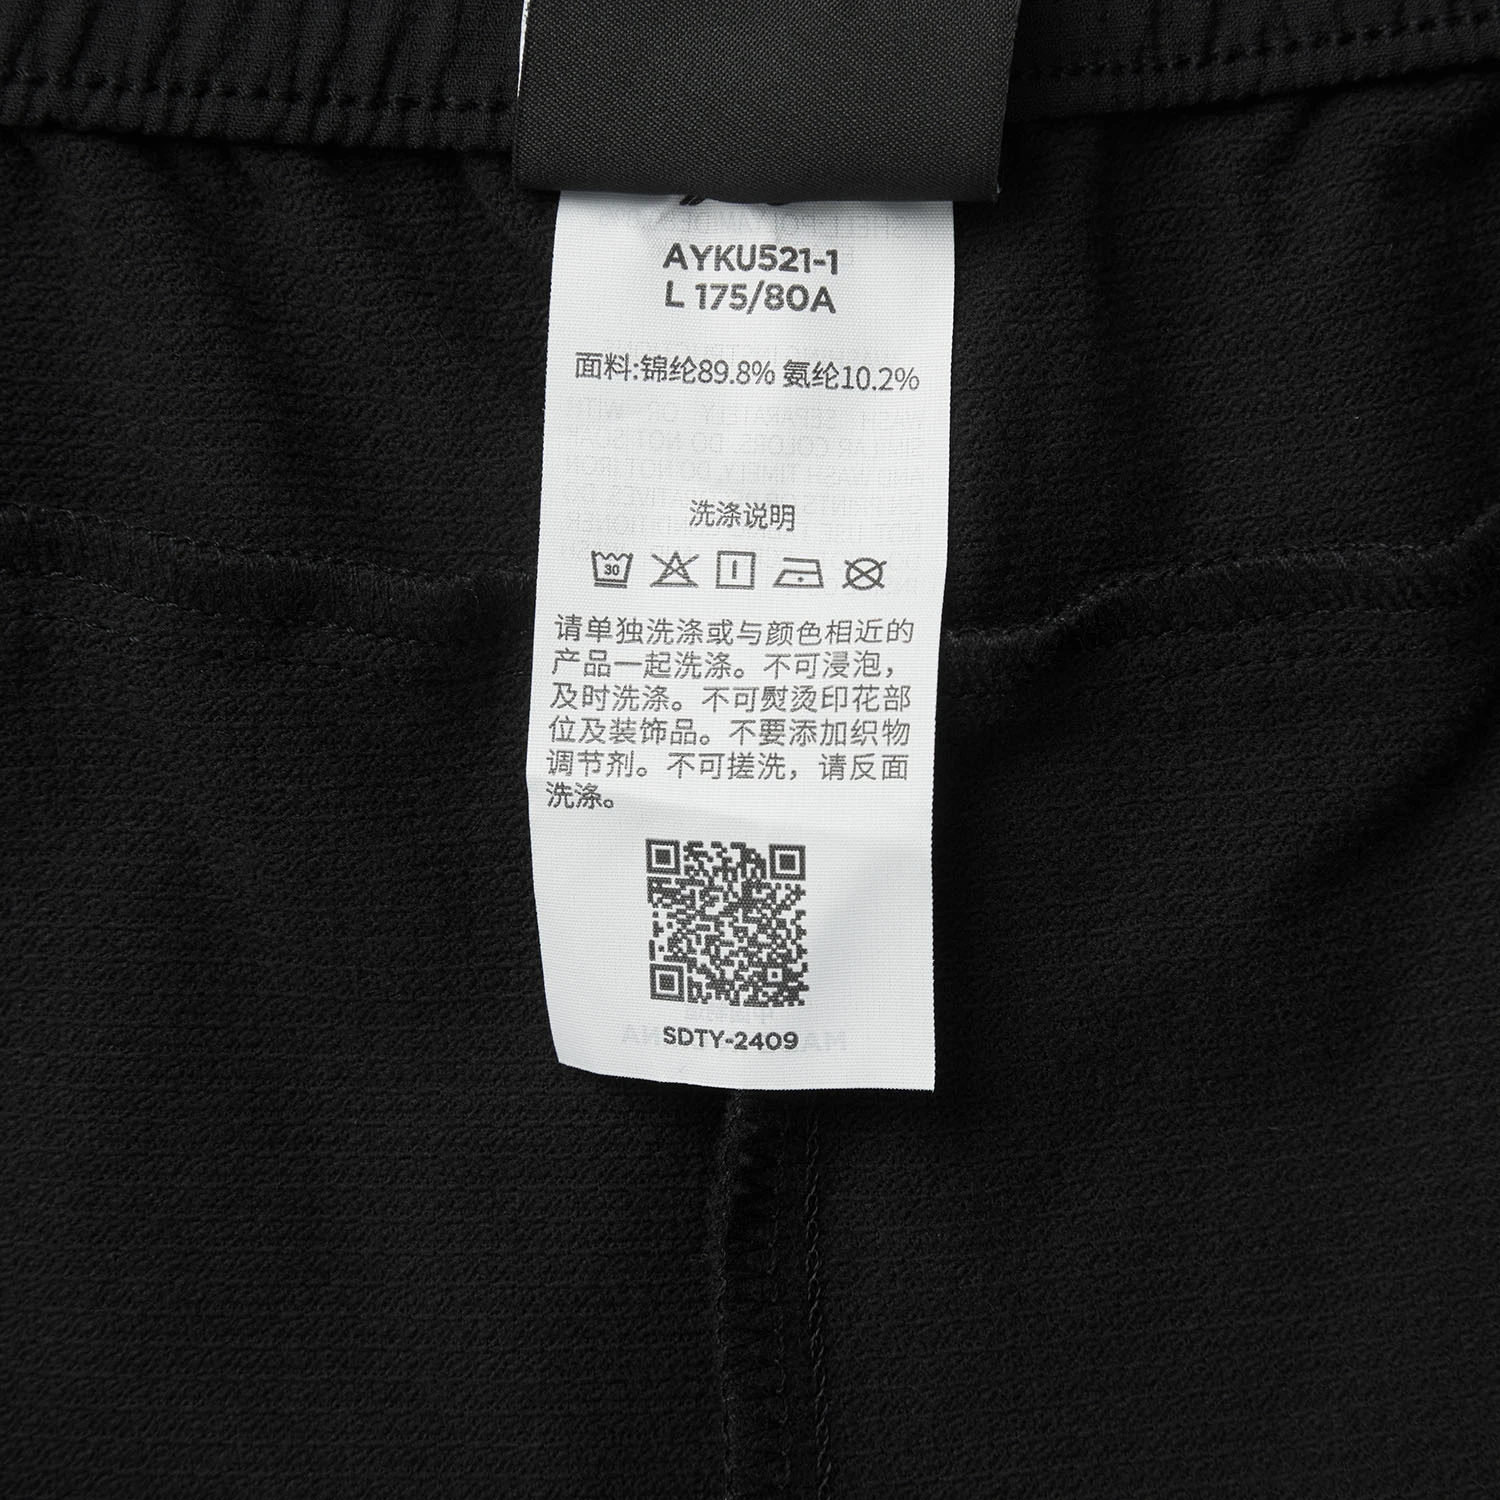 AYKU521-1
L 175/80A
面料:锦纶89.8% 氨纶10.2%
洗涤说明
30
请单独洗涤或与颜色相近的
产品一起洗涤。不可浸泡，
及时洗涤。不可熨烫印花部
位及装饰品。不要添加织物
调节剂。不可搓洗，请反面
洗涤。
SDTY-2409